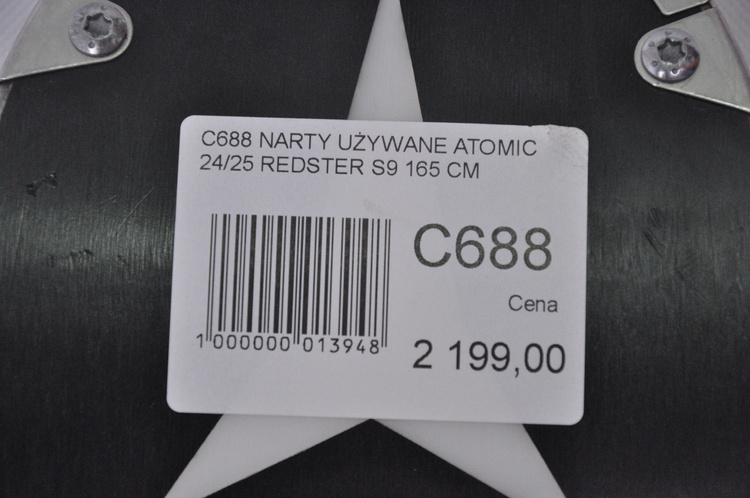 C688 NARTY UŻYWANE ATOMIC
24/25 REDSTER S9 165 CM
C688
Cena
2 199,00
1 000000 013948